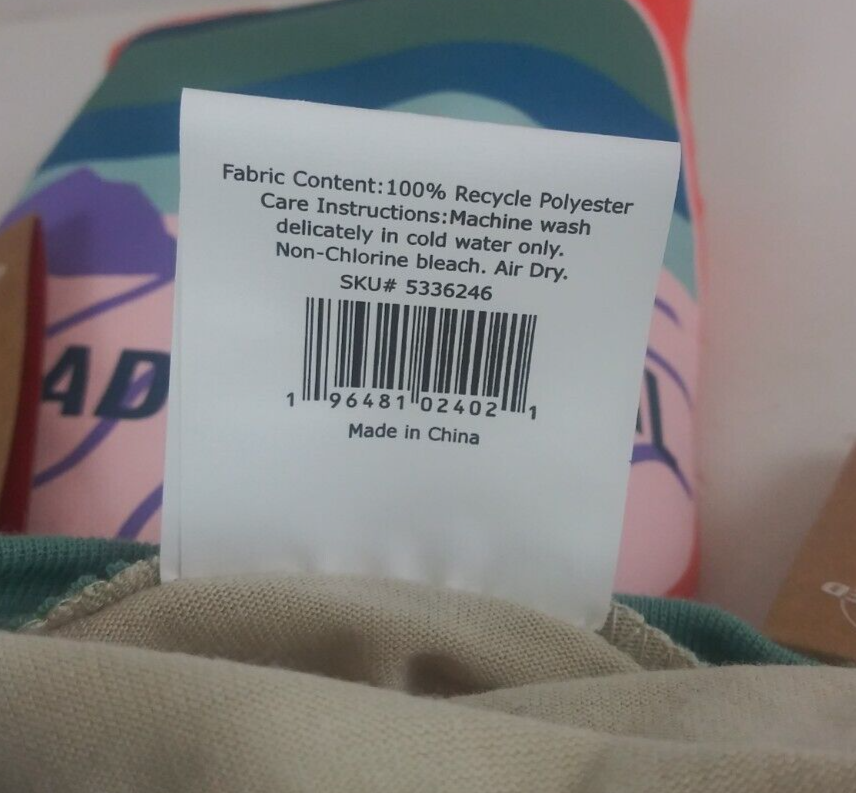 Fabric Content:100% Recycle Polyester
Care Instructions:Machine wash
delicately in cold water only.
Non-Chlorine bleach. Air Dry.
SKU# 5336246
1 96481 02402 1
Made in China
AD